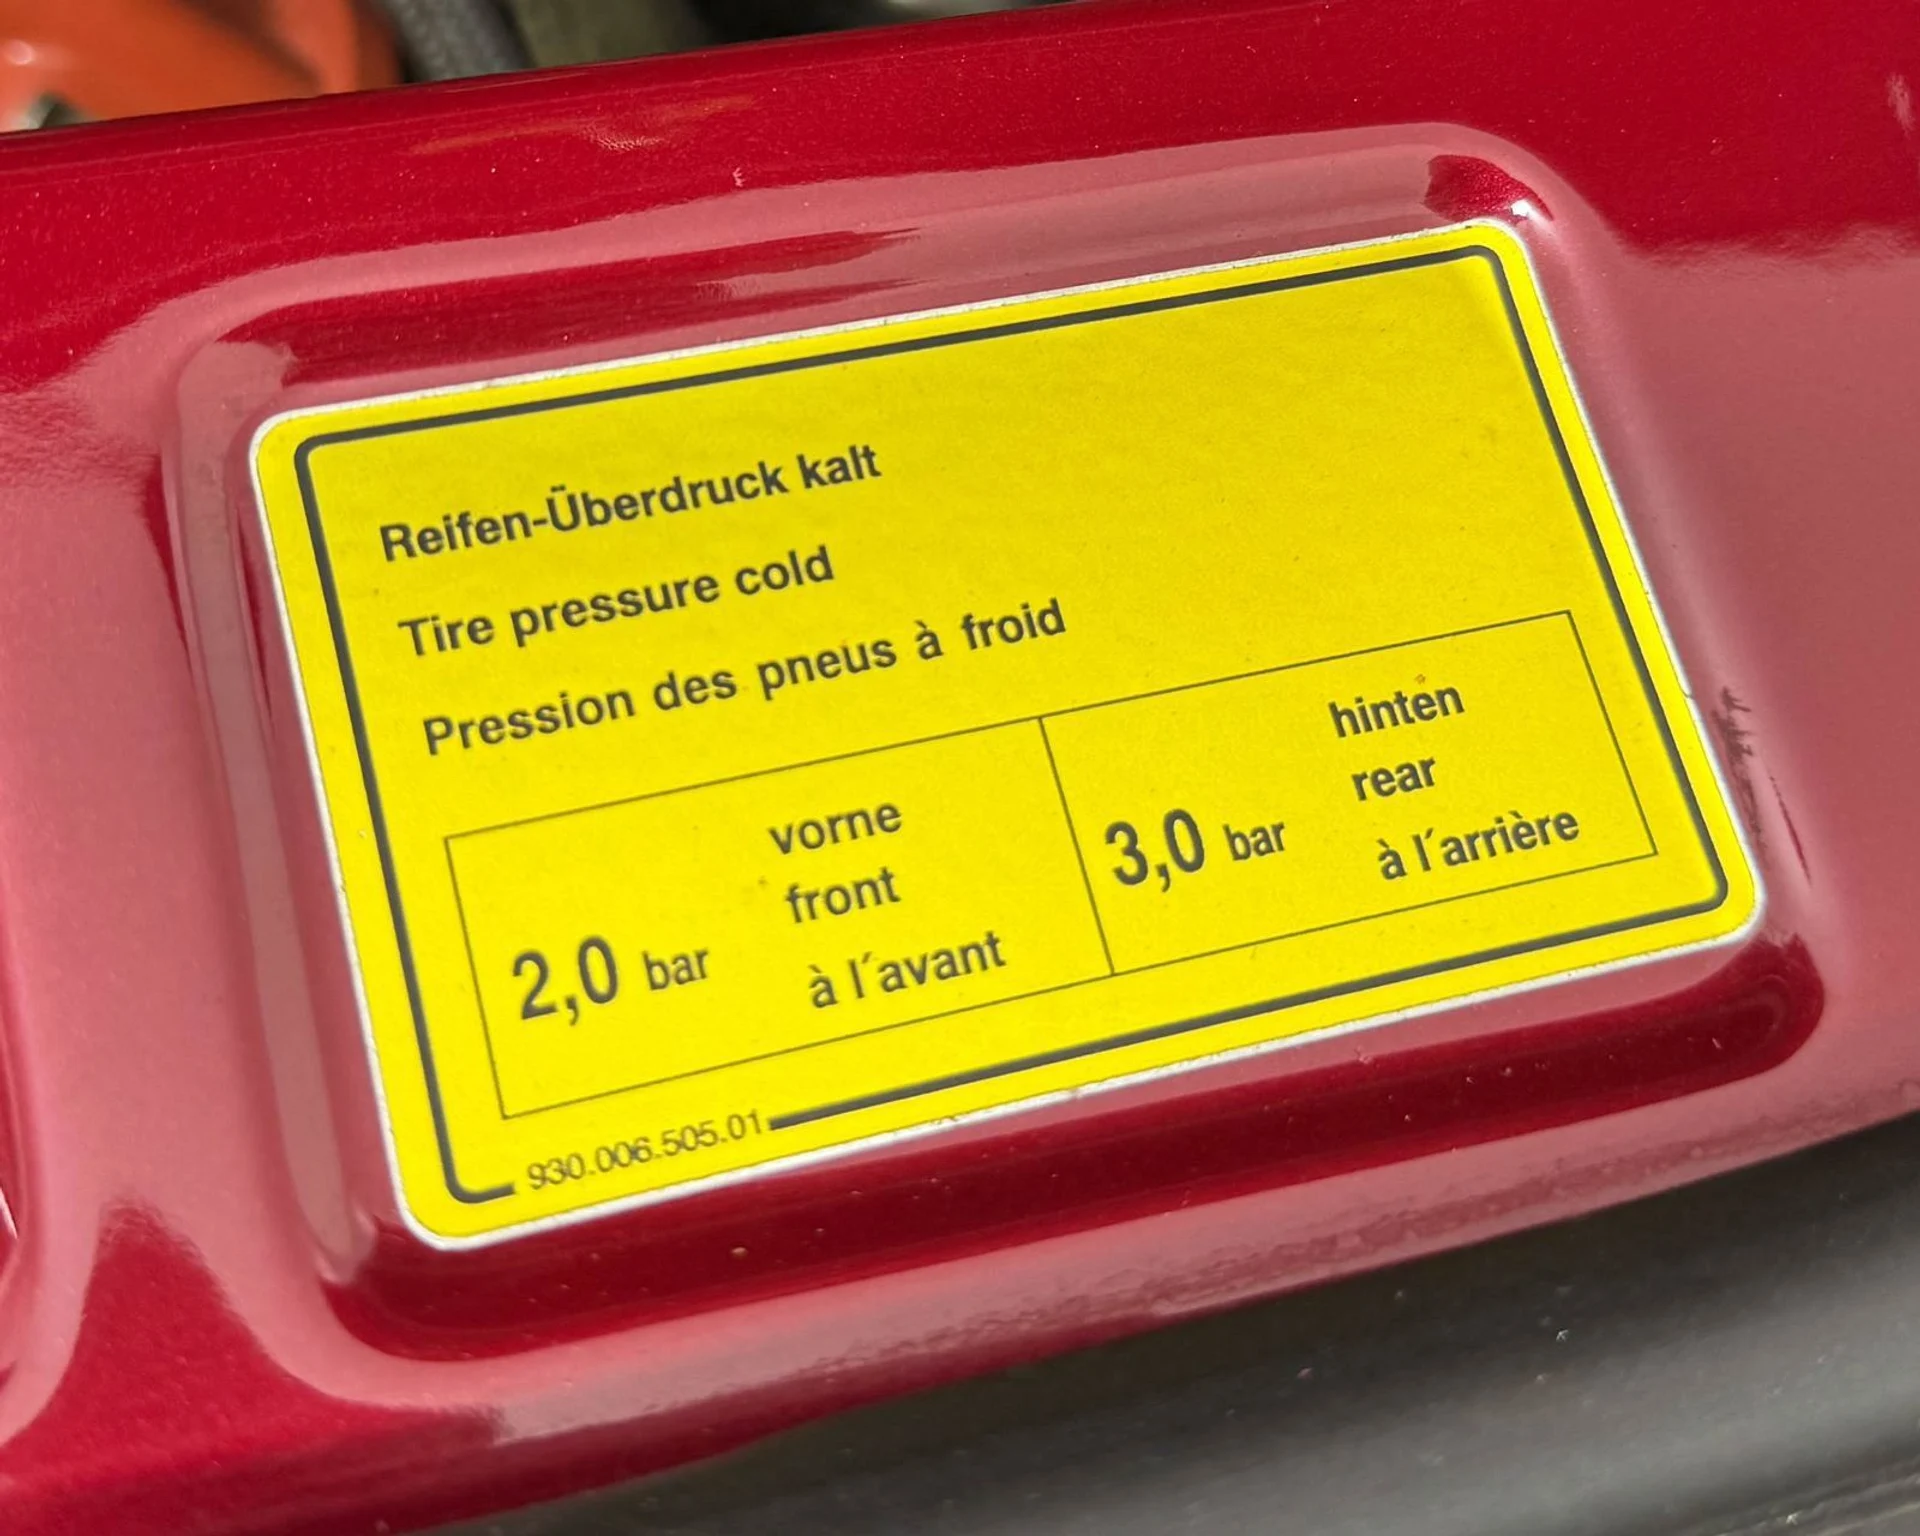 Reifen-Überdruck kalt
Tire pressure cold
Pression des pneus à froid
vorne
front
2,0 bar à l´avant
hinten
rear
3,0 bar à l´arrière
930.006.505.01